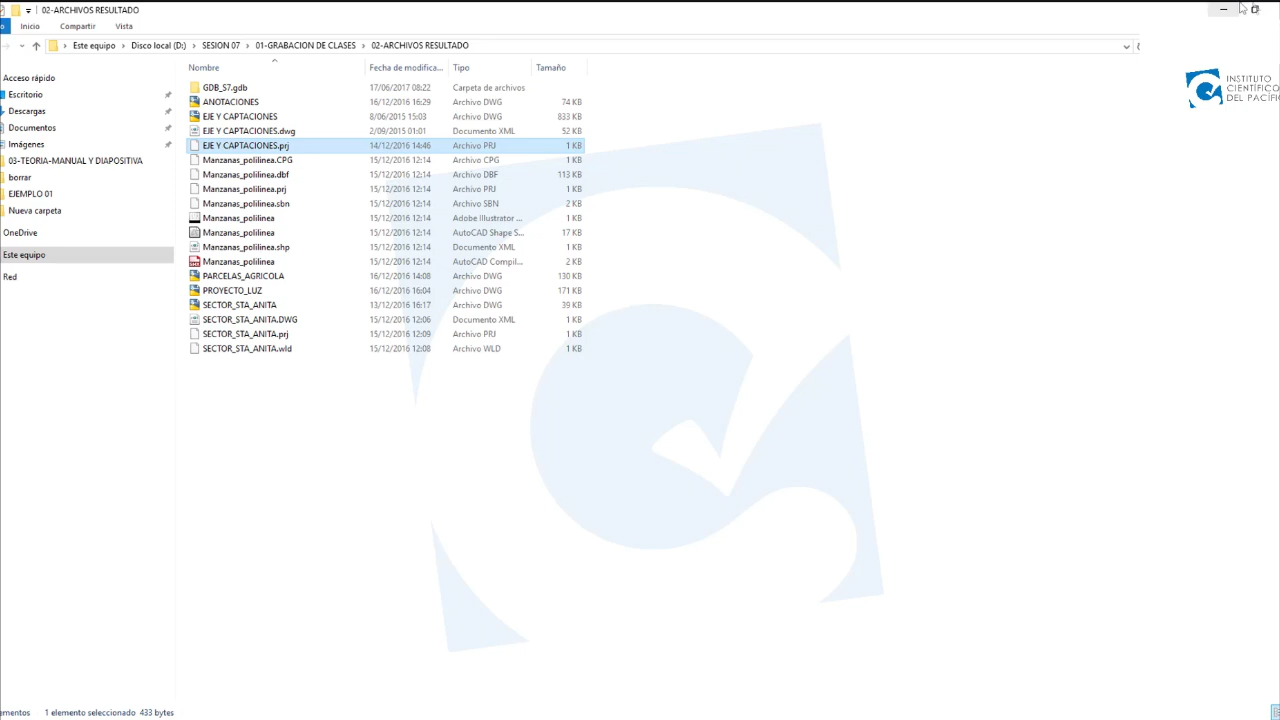 02-ARCHIVOS RESULTADO
Inicio Compartir Vista
Este equipo Disco local (D:) SESION 07 01-GRABACION DE CLASES 02-ARCHIVOS RESULTADO
INSTITUTO
CIENTÍFICO
DEL PACÍFI
Nombre Fecha de modifica... Tipo Tamaño
Acceso rápido
Escritorio
Descargas
Documentos
Imágenes
03-TEORIA-MANUAL Y DIAPOSITIVA
borrar
EJEMPLO 01
Nueva carpeta
OneDrive
Este equipo
Red
GDB_S7.gdb 17/06/2017 08:22 Carpeta de archivos
ANOTACIONES 16/12/2016 16:29 Archivo DWG 74 KB
EJE Y CAPTACIONES 8/06/2015 15:03 Archivo DWG 833 KB
EJE Y CAPTACIONES.dwg 2/09/2015 01:01 Documento XML 52 KB
EJE Y CAPTACIONES.prj 14/12/2016 14:46 Archivo PRJ 1 KB
Manzanas_polilinea.CPG 15/12/2016 12:14 Archivo CPG 1 KB
Manzanas_polilinea.dbf 15/12/2016 12:14 Archivo DBF 113 KB
Manzanas_polilinea.prj 15/12/2016 12:14 Archivo PRJ 1 KB
Manzanas_polilinea.sbn 15/12/2016 12:14 Archivo SBN 2 KB
Manzanas_polilinea 15/12/2016 12:14 Adobe Illustrator ... 1 KB
Manzanas_polilinea 15/12/2016 12:14 AutoCAD Shape S... 17 KB
Manzanas_polilinea.shp 15/12/2016 12:14 Documento XML 1 KB
Manzanas_polilinea 15/12/2016 12:14 AutoCAD Compil... 2 KB
PARCELAS_AGRICOLA 16/12/2016 14:08 Archivo DWG 130 KB
PROYECTO_LUZ 16/12/2016 16:04 Archivo DWG 171 KB
SECTOR_STA_ANITA 13/12/2016 16:17 Archivo DWG 39 KB
SECTOR_STA_ANITA.DWG 15/12/2016 12:06 Documento XML 1 KB
SECTOR_STA_ANITA.prj 15/12/2016 12:09 Archivo PRJ 1 KB
SECTOR_STA_ANITA.wld 15/12/2016 12:08 Archivo WLD 1 KB
ementos 1 elemento seleccionado 433 bytes